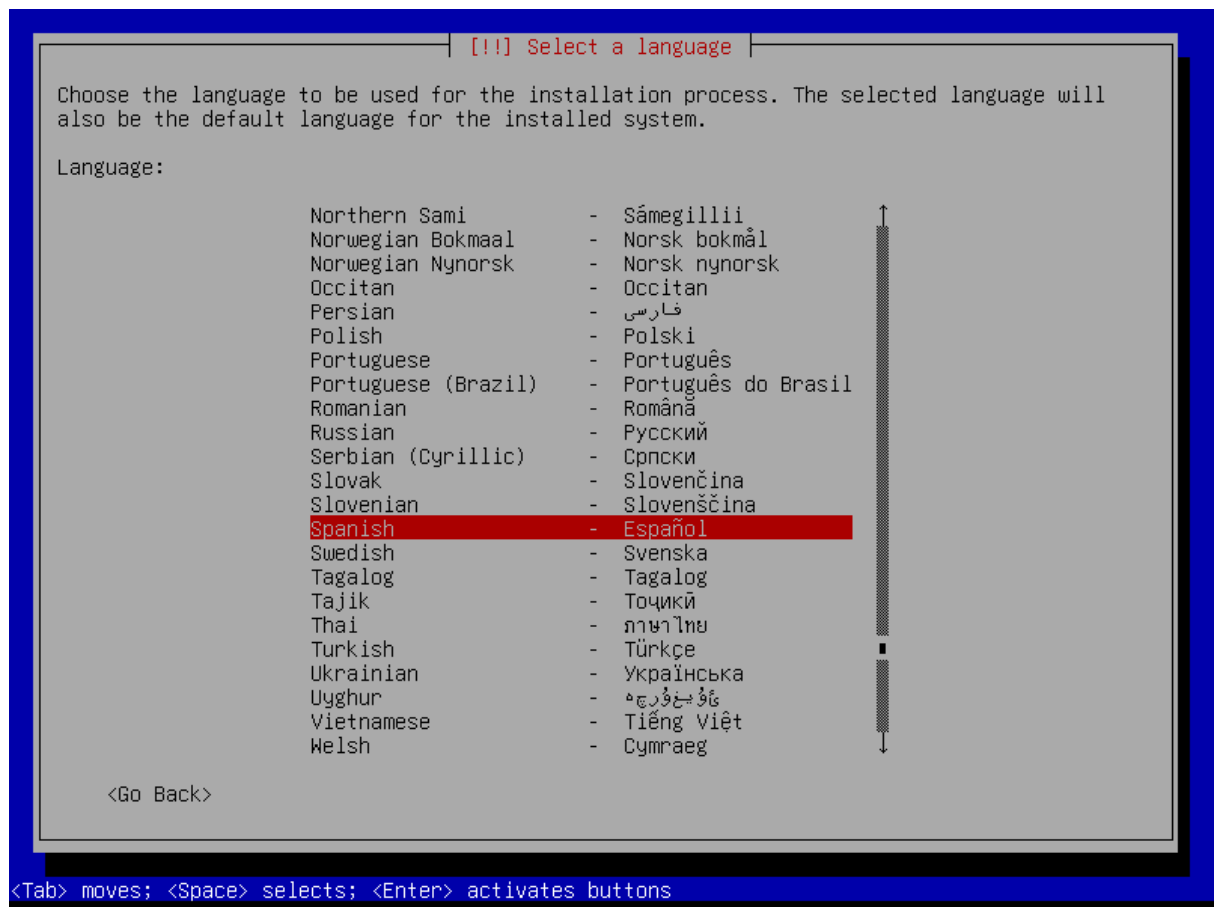 [!!] Select a language
Choose the language to be used for the installation process. The selected language will
also be the default language for the installed system.
Language:
Northern Sami - Sámegillii
Norwegian Bokmaal - Norsk bokmål
Norwegian Nynorsk - Norsk nynorsk
Occitan - Occitan
Persian - فارسی
Polish - Polski
Portuguese - Português
Portuguese (Brazil) - Português do Brasil
Romanian - Română
Russian - Русский
Serbian (Cyrillic) - Српски
Slovak - Slovenčina
Slovenian - Slovenščina
Spanish - Español
Swedish - Svenska
Tagalog - Tagalog
Tajik - Тоҷикӣ
Thai - ภาษาไทย
Turkish - Türkçe
Ukrainian - Українська
Uyghur - ئۇيغۇرچە
Vietnamese - Tiếng Việt
Welsh - Cymraeg
<Go Back>
<Tab> moves; <Space> selects; <Enter> activates buttons